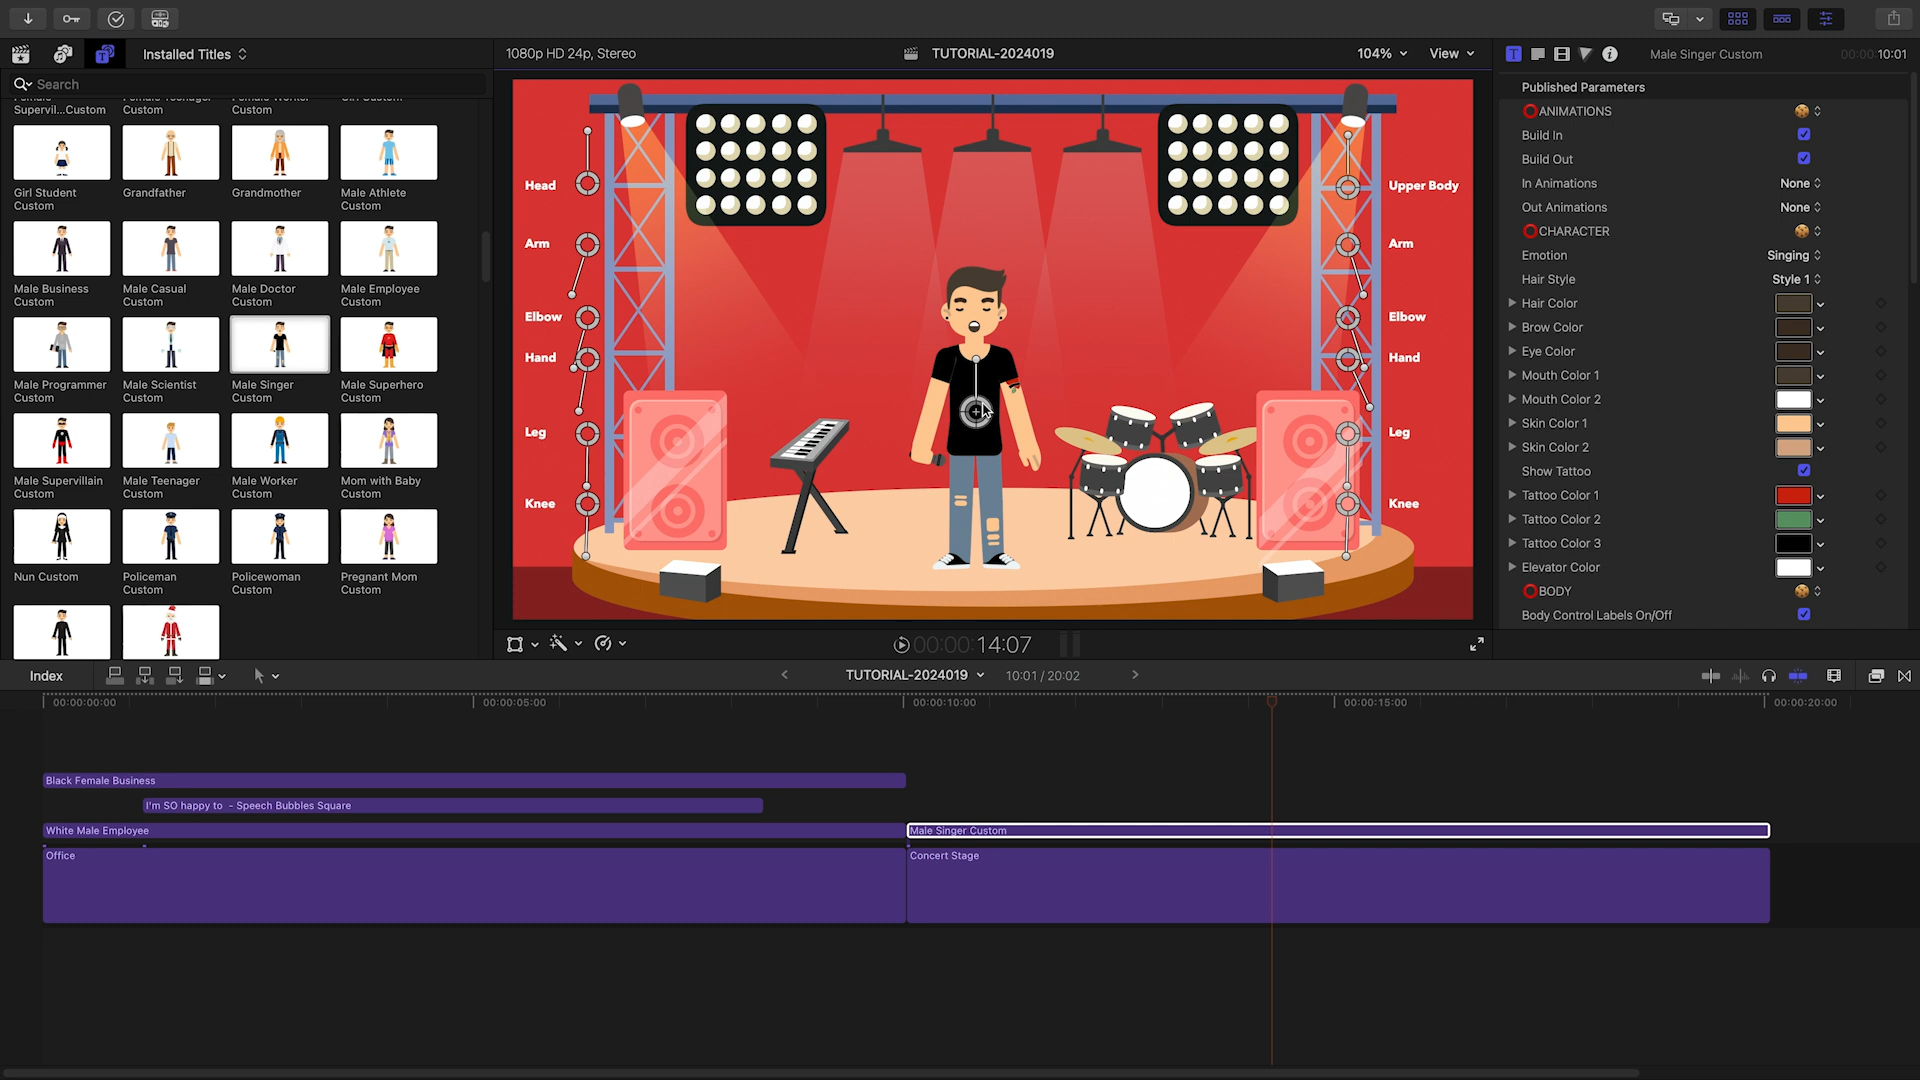 Installed Titles
1080p HD 24p, Stereo
TUTORIAL-2024019
104%
View
Male Singer Custom
00:00:10:01
Search
Supervil...Custom
Custom
Custom
Girl Student
Custom
Grandfather
Grandmother
Male Athlete
Custom
Male Business
Custom
Male Casual
Custom
Male Doctor
Custom
Male Employee
Custom
Male Programmer
Custom
Male Scientist
Custom
Male Singer
Custom
Male Superhero
Custom
Male Supervillain
Custom
Male Teenager
Custom
Male Worker
Custom
Mom with Baby
Custom
Nun Custom
Policeman
Custom
Policewoman
Custom
Pregnant Mom
Custom
Head
Arm
Elbow
Hand
Leg
Knee
Upper Body
Arm
Elbow
Hand
Leg
Knee
00:00:00:14:07
Published Parameters
ANIMATIONS
Build In
Build Out
In Animations None
Out Animations None
CHARACTER
Emotion Singing
Hair Style Style 1
Hair Color
Brow Color
Eye Color
Mouth Color 1
Mouth Color 2
Skin Color 1
Skin Color 2
Show Tattoo
Tattoo Color 1
Tattoo Color 2
Tattoo Color 3
Elevator Color
BODY
Body Control Labels On/Off
Index
TUTORIAL-2024019
10:01 / 20:02
00:00:00:00
00:00:05:00
00:00:10:00
00:00:15:00
00:00:20:00
Black Female Business
I'm SO happy to - Speech Bubbles Square
White Male Employee
Male Singer Custom
Office
Concert Stage